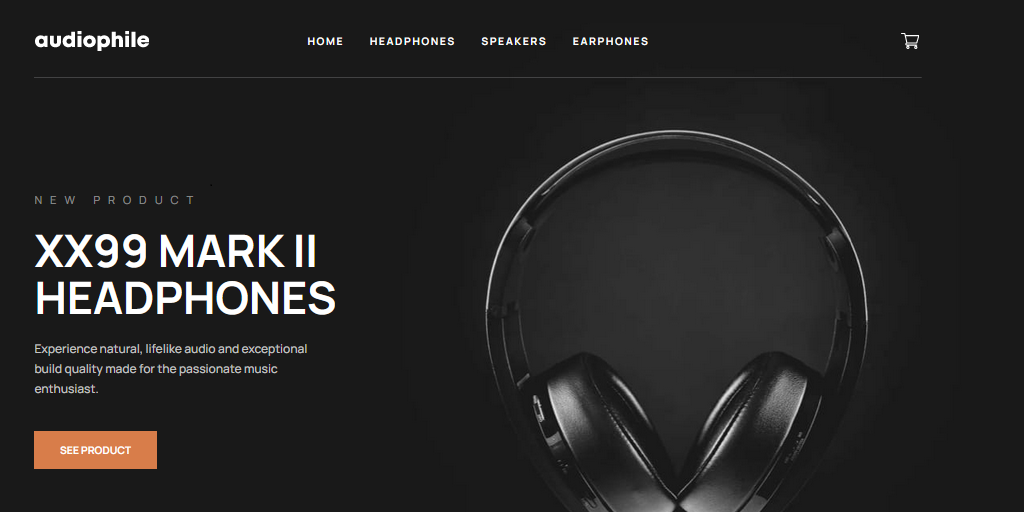 audiophile
HOME HEADPHONES SPEAKERS EARPHONES
NEW PRODUCT
XX99 MARK II
HEADPHONES
Experience natural, lifelike audio and exceptional
build quality made for the passionate music
enthusiast.
SEE PRODUCT